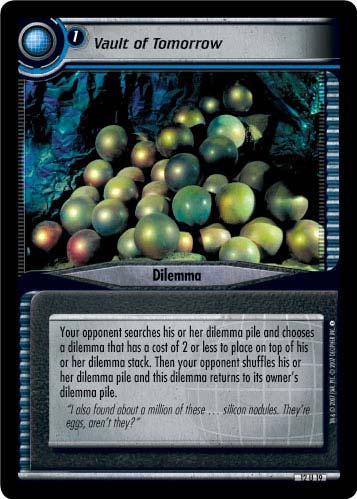 1
Vault of Tomorrow
Dilemma
Your opponent searches his or her dilemma pile and chooses
a dilemma that has a cost of 2 or less to place on top of his
or her dilemma stack. Then your opponent shuffles his or
her dilemma pile and this dilemma returns to its owner's
dilemma pile.
"I also found about a million of these . . . silicon nodules. They're
eggs, aren't they?"
12 U 19